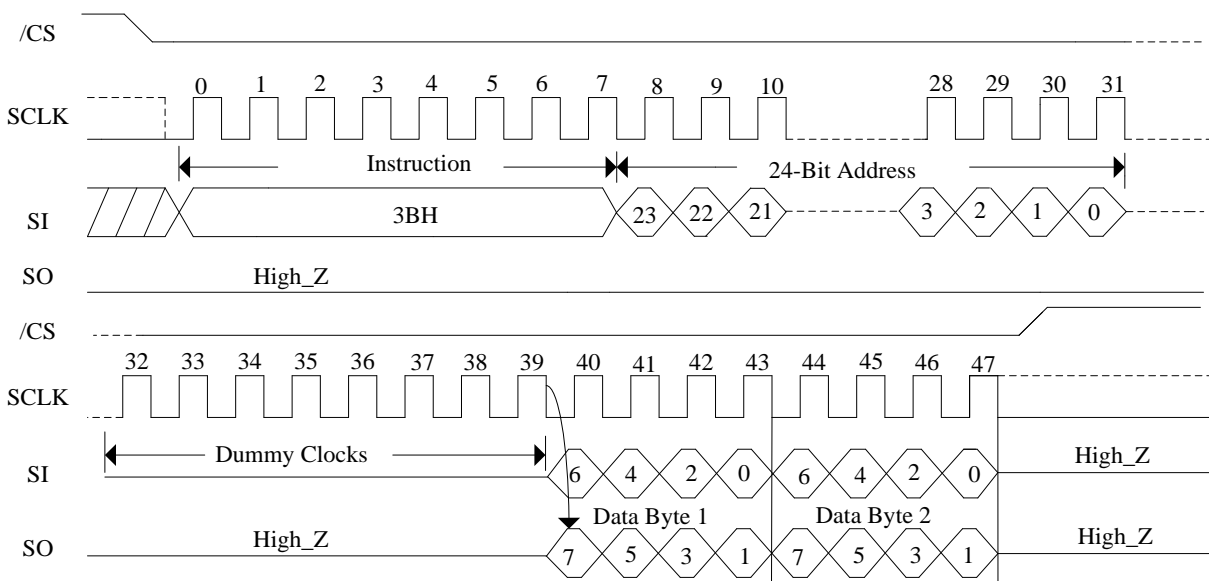 /CS
0 1 2 3 4 5 6 7 8 9 10 28 29 30 31
SCLK
Instruction 24-Bit Address
SI 3BH 23 22 21 3 2 1 0
SO High_Z
/CS
32 33 34 35 36 37 38 39 40 41 42 43 44 45 46 47
SCLK
Dummy Clocks
SI 6 4 2 0 6 4 2 0 High_Z
Data Byte 1 Data Byte 2
SO High_Z 7 5 3 1 7 5 3 1 High_Z